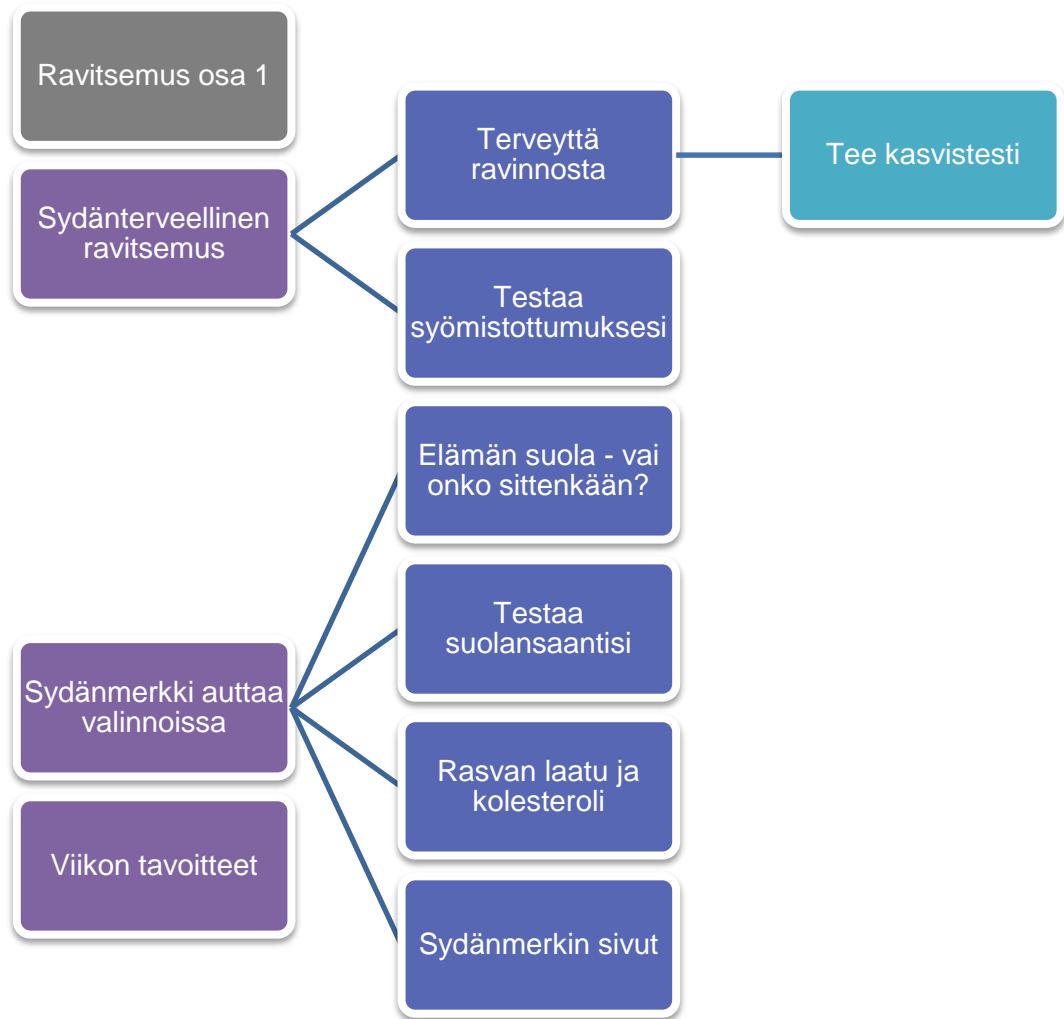 Ravitsemus osa 1
Sydänterveellinen
ravitsemus
Terveyttä
ravinnosta
Tee kasvistesti
Testaa
syömistottumuksesi
Sydänmerkki auttaa
valinnoissa
Elämän suola - vai
onko sittenkään?
Testaa
suolansaantisi
Rasvan laatu ja
kolesteroli
Sydänmerkin sivut
Viikon tavoitteet